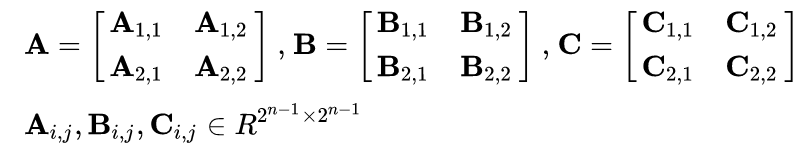 A = [ A_{1,1} A_{1,2} ; A_{2,1} A_{2,2} ] , B = [ B_{1,1} B_{1,2} ; B_{2,1} B_{2,2} ] , C = [ C_{1,1} C_{1,2} ; C_{2,1} C_{2,2} ]
A_{i,j}, B_{i,j}, C_{i,j} ∈ R^{2^{n-1} × 2^{n-1}}